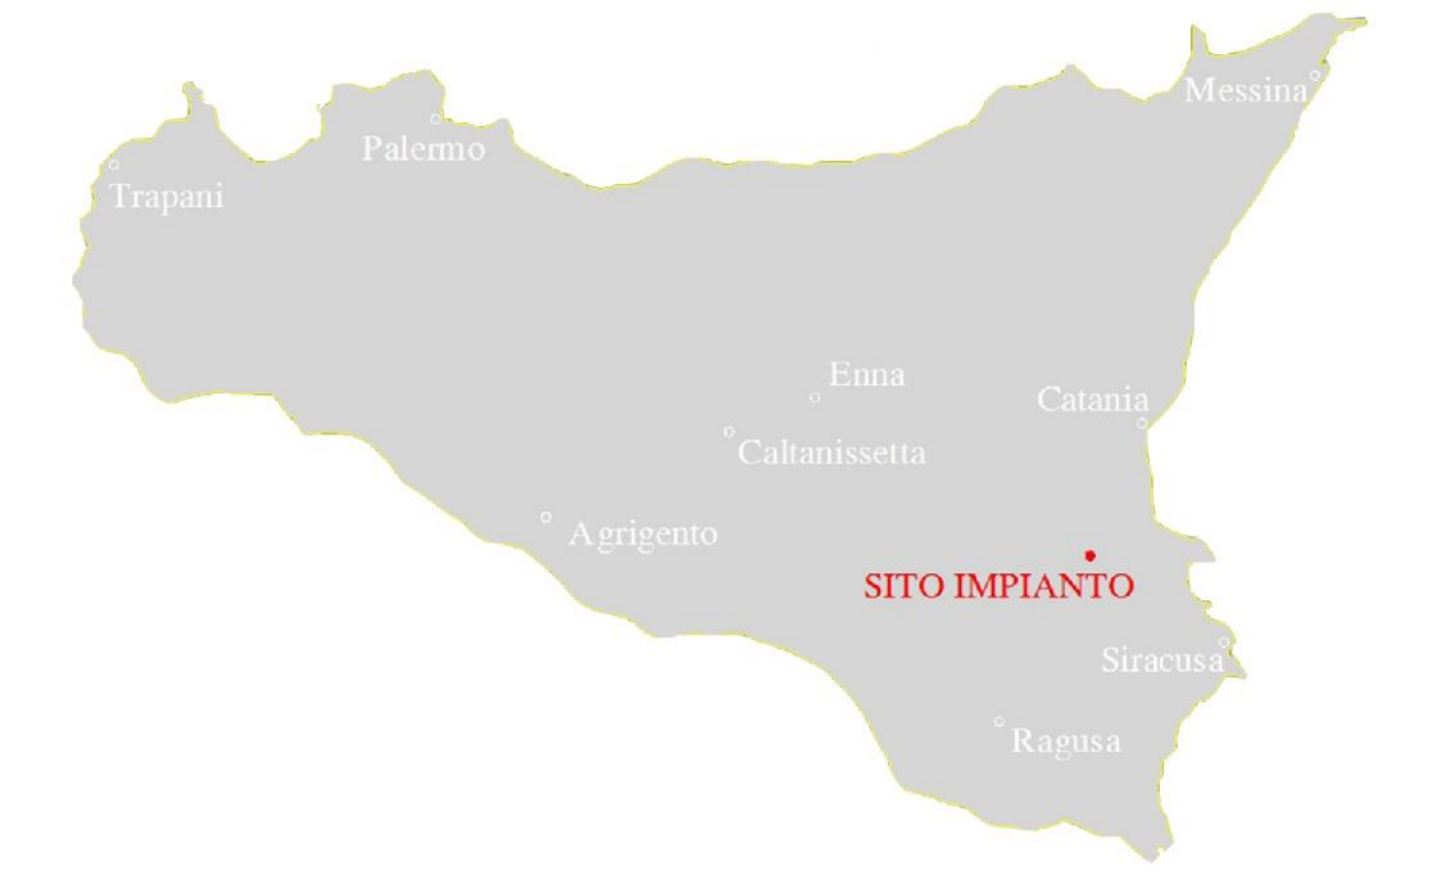 Messina
Palermo
Trapani
Enna
Catania
Caltanissetta
Agrigento
SITO IMPIANTO
Siracusa
Ragusa